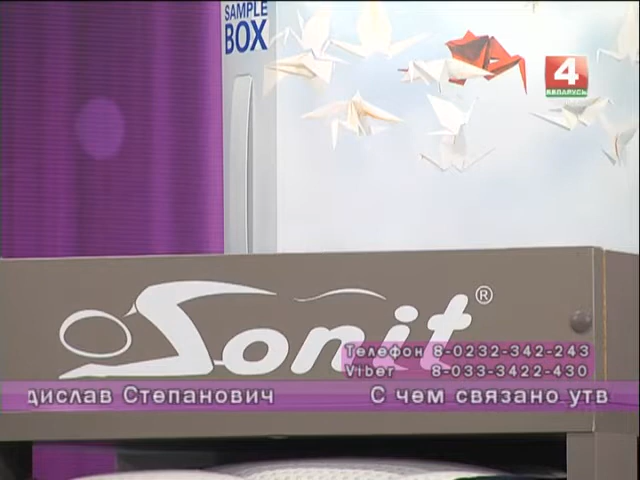 SAMPLE
BOX
4
БЕЛАРУСЬ
Sonit®
Телефон 8-0232-342-243
Viber 8-033-3422-430
дислав Степанович С чем связано утв